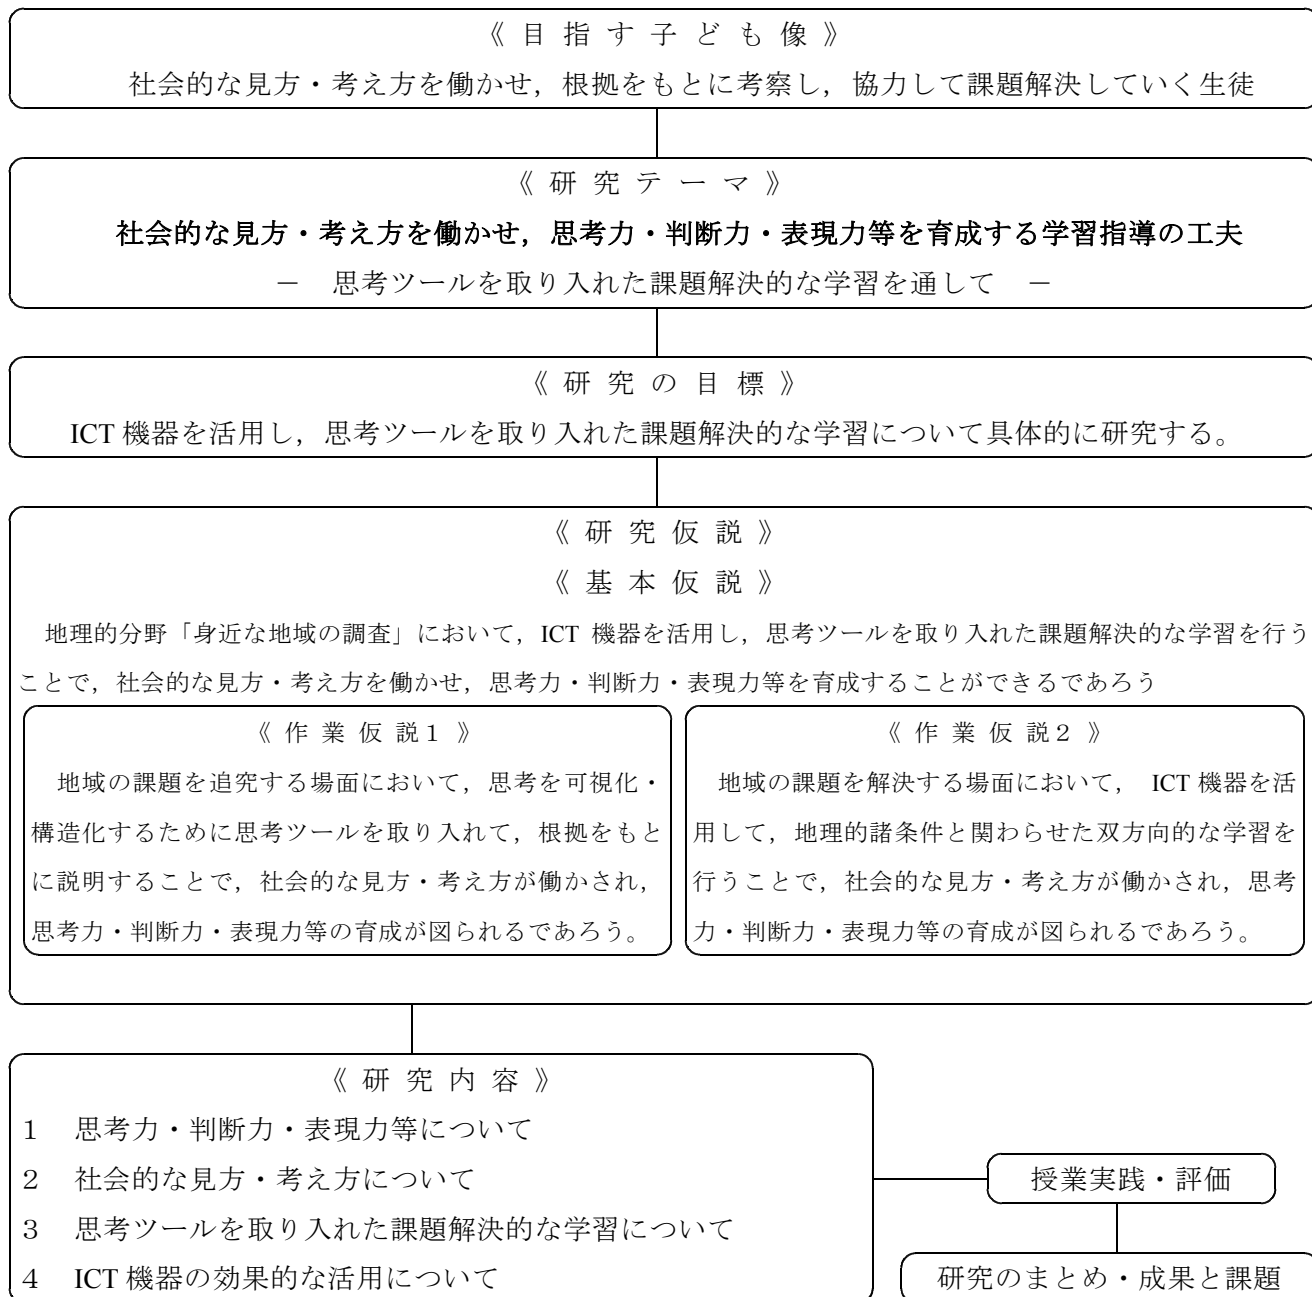 《 目 指 す 子 ど も 像 》
社会的な見方・考え方を働かせ，根拠をもとに考察し，協力して課題解決していく生徒
《 研 究 テ ー マ 》
社会的な見方・考え方を働かせ，思考力・判断力・表現力等を育成する学習指導の工夫
－　思考ツールを取り入れた課題解決的な学習を通して　－
《 研 究 の 目 標 》
ICT 機器を活用し，思考ツールを取り入れた課題解決的な学習について具体的に研究する。
《 研 究 仮 説 》
《 基 本 仮 説 》
地理的分野「身近な地域の調査」において，ICT 機器を活用し，思考ツールを取り入れた課題解決的な学習を行う
ことで，社会的な見方・考え方を働かせ，思考力・判断力・表現力等を育成することができるであろう
《 作 業 仮 説１ 》
地域の課題を追究する場面において，思考を可視化・
構造化するために思考ツールを取り入れて，根拠をもと
に説明することで，社会的な見方・考え方が働かされ，
思考力・判断力・表現力等の育成が図られるであろう。
《 作 業 仮 説２ 》
地域の課題を解決する場面において， ICT 機器を活
用して，地理的諸条件と関わらせた双方向的な学習を
行うことで，社会的な見方・考え方が働かされ，思考
力・判断力・表現力等の育成が図られるであろう。
《 研 究 内 容 》
１　思考力・判断力・表現力等について
２　社会的な見方・考え方について
３　思考ツールを取り入れた課題解決的な学習について
４　ICT 機器の効果的な活用について
授業実践・評価
研究のまとめ・成果と課題